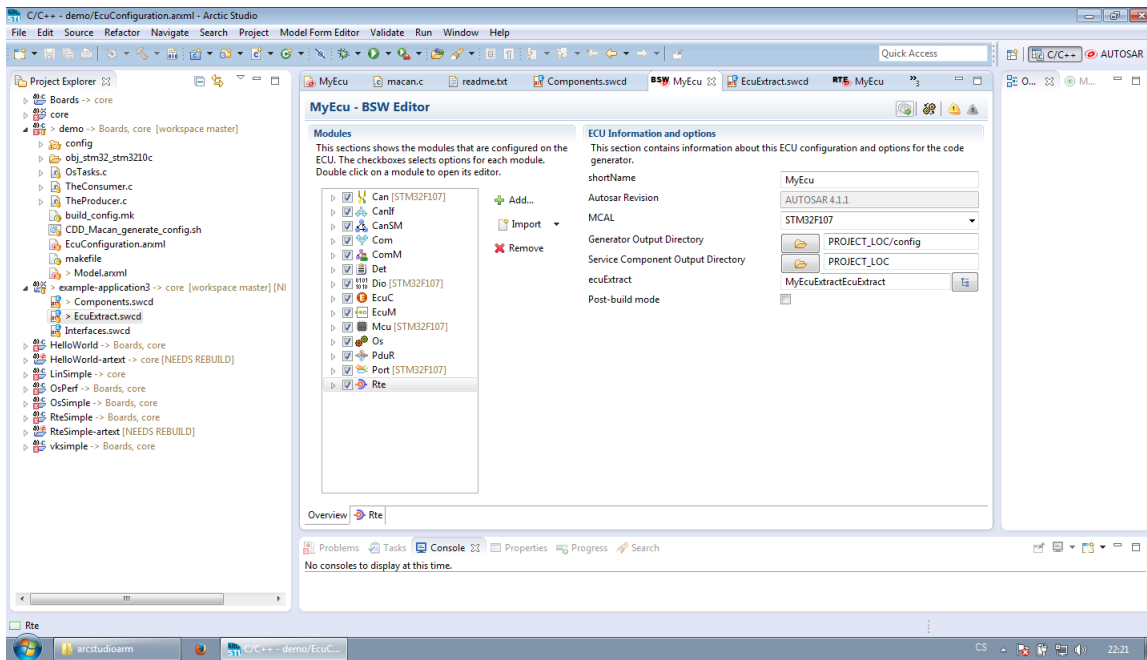 C/C++ - demo/EcuConfiguration.arxml - Arctic Studio
File Edit Source Refactor Navigate Search Project Model Form Editor Validate Run Window Help
Quick Access
C/C++
AUTOSAR
Project Explorer
Boards -> core
core
> demo -> Boards, core [workspace master]
config
obj_stm32_stm3210c
OsTasks.c
TheConsumer.c
TheProducer.c
build_config.mk
CDD_Macan_generate_config.sh
EcuConfiguration.arxml
makefile
> Model.arxml
> example-application3 -> core [workspace master] [NI
> Components.swcd
> EcuExtract.swcd
Interfaces.swcd
HelloWorld -> Boards, core
HelloWorld-artext -> core [NEEDS REBUILD]
LinSimple -> core
OsPerf -> Boards, core
OsSimple -> Boards, core
RteSimple -> Boards, core
RteSimple-artext [NEEDS REBUILD]
vksimple -> Boards, core
MyEcu
macan.c
readme.txt
Components.swcd
BSW MyEcu
EcuExtract.swcd
RTE MyEcu
»3
O...
M...
MyEcu - BSW Editor
Modules
This sections shows the modules that are configured on the
ECU. The checkboxes selects options for each module.
Double click on a module to open its editor.
Can [STM32F107]
CanIf
CanSM
Com
ComM
Det
Dio [STM32F107]
EcuC
EcuM
Mcu [STM32F107]
Os
PduR
Port [STM32F107]
Rte
Add...
Import
Remove
ECU Information and options
This section contains information about this ECU configuration and options for the code
generator.
shortName
MyEcu
Autosar Revision
AUTOSAR 4.1.1
MCAL
STM32F107
Generator Output Directory
PROJECT_LOC/config
Service Component Output Directory
PROJECT_LOC
ecuExtract
MyEcuExtractEcuExtract
Post-build mode
Overview
Rte
Problems
Tasks
Console
Properties
Progress
Search
No consoles to display at this time.
Rte
arcstudioarm
C/C++ - demo/EcuC...
CS
22:21